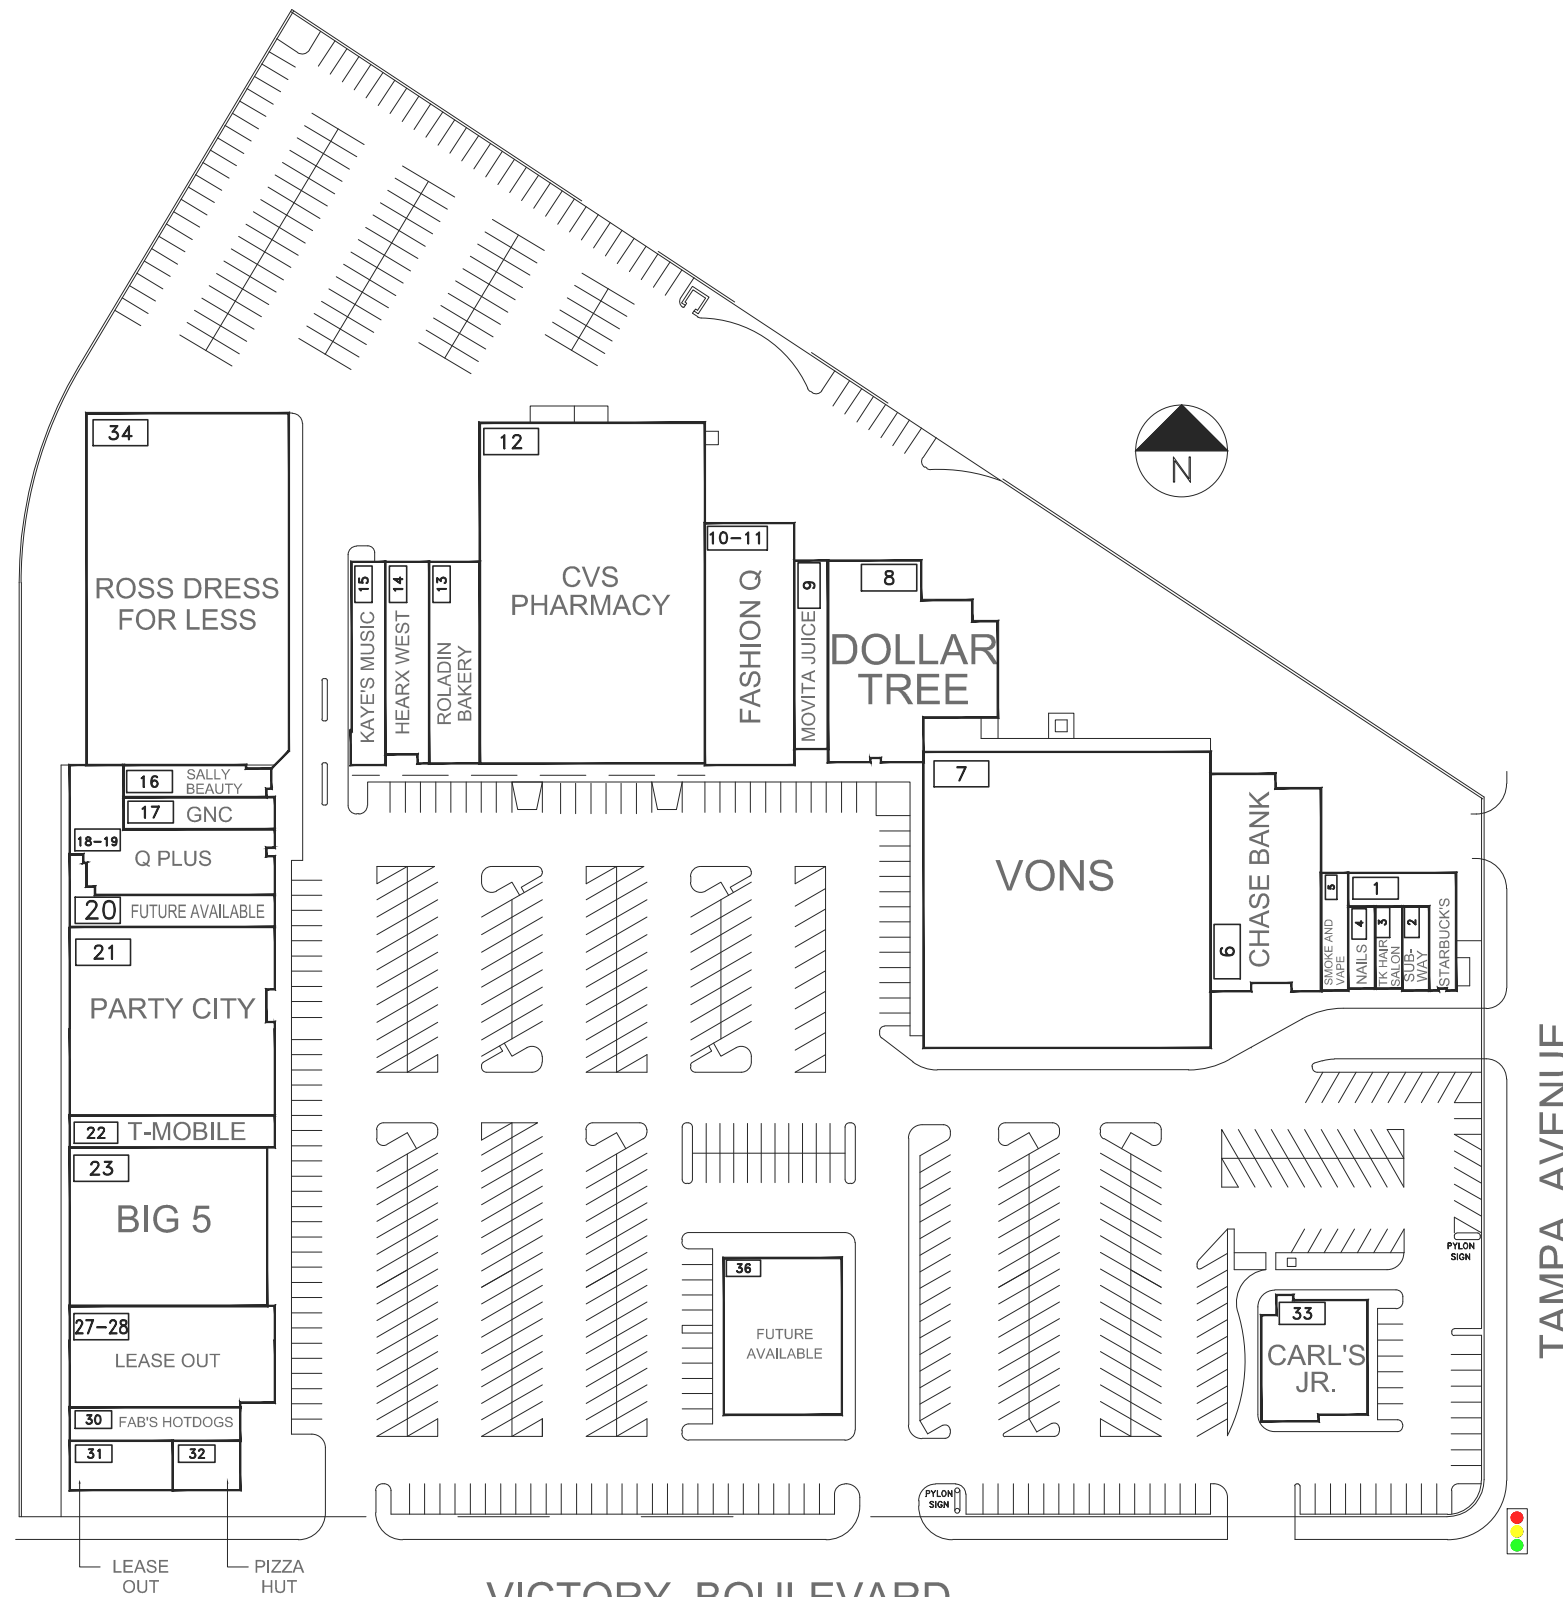 34
ROSS DRESS
FOR LESS
12
CVS
PHARMACY
10-11
FASHION Q
9
MOVITA JUICE
8
DOLLAR
TREE
N
15
KAYE'S MUSIC
14
HEARX WEST
13
ROLADIN
BAKERY
16
SALLY
BEAUTY
17
GNC
18-19
Q PLUS
20
FUTURE AVAILABLE
21
PARTY CITY
22
T-MOBILE
23
BIG 5
27-28
LEASE OUT
30
FAB'S HOTDOGS
31
32
LEASE
OUT
PIZZA
HUT
7
VONS
6
CHASE BANK
5
SMOKE AND
VAPE
4
NAILS
3
TK HAIR
SALON
2
SUB-
WAY
1
STARBUCK'S
36
FUTURE
AVAILABLE
33
CARL'S
JR.
PYLON
SIGN
PYLON
SIGN
TAMPA AVENUE
VICTORY BOULEVARD